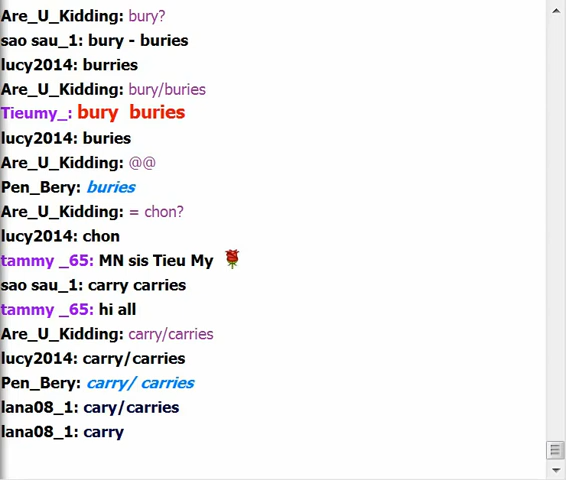 Are_U_Kidding: bury?
sao sau_1: bury - buries
lucy2014: burries
Are_U_Kidding: bury/buries
Tieumy_: bury  buries
lucy2014: buries
Are_U_Kidding: @@
Pen_Bery: buries
Are_U_Kidding: = chon?
lucy2014: chon
tammy _65: MN sis Tieu My
sao sau_1: carry carries
tammy _65: hi all
Are_U_Kidding: carry/carries
lucy2014: carry/carries
Pen_Bery: carry/ carries
lana08_1: cary/carries
lana08_1: carry